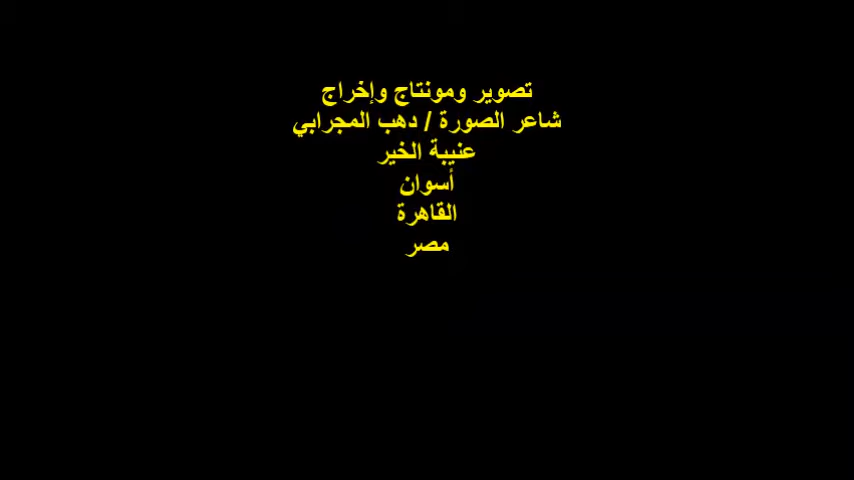 تصوير ومونتاج وإخراج
شاعر الصورة / دهب المجرابي
عنيبة الخير
أسوان
القاهرة
مصر